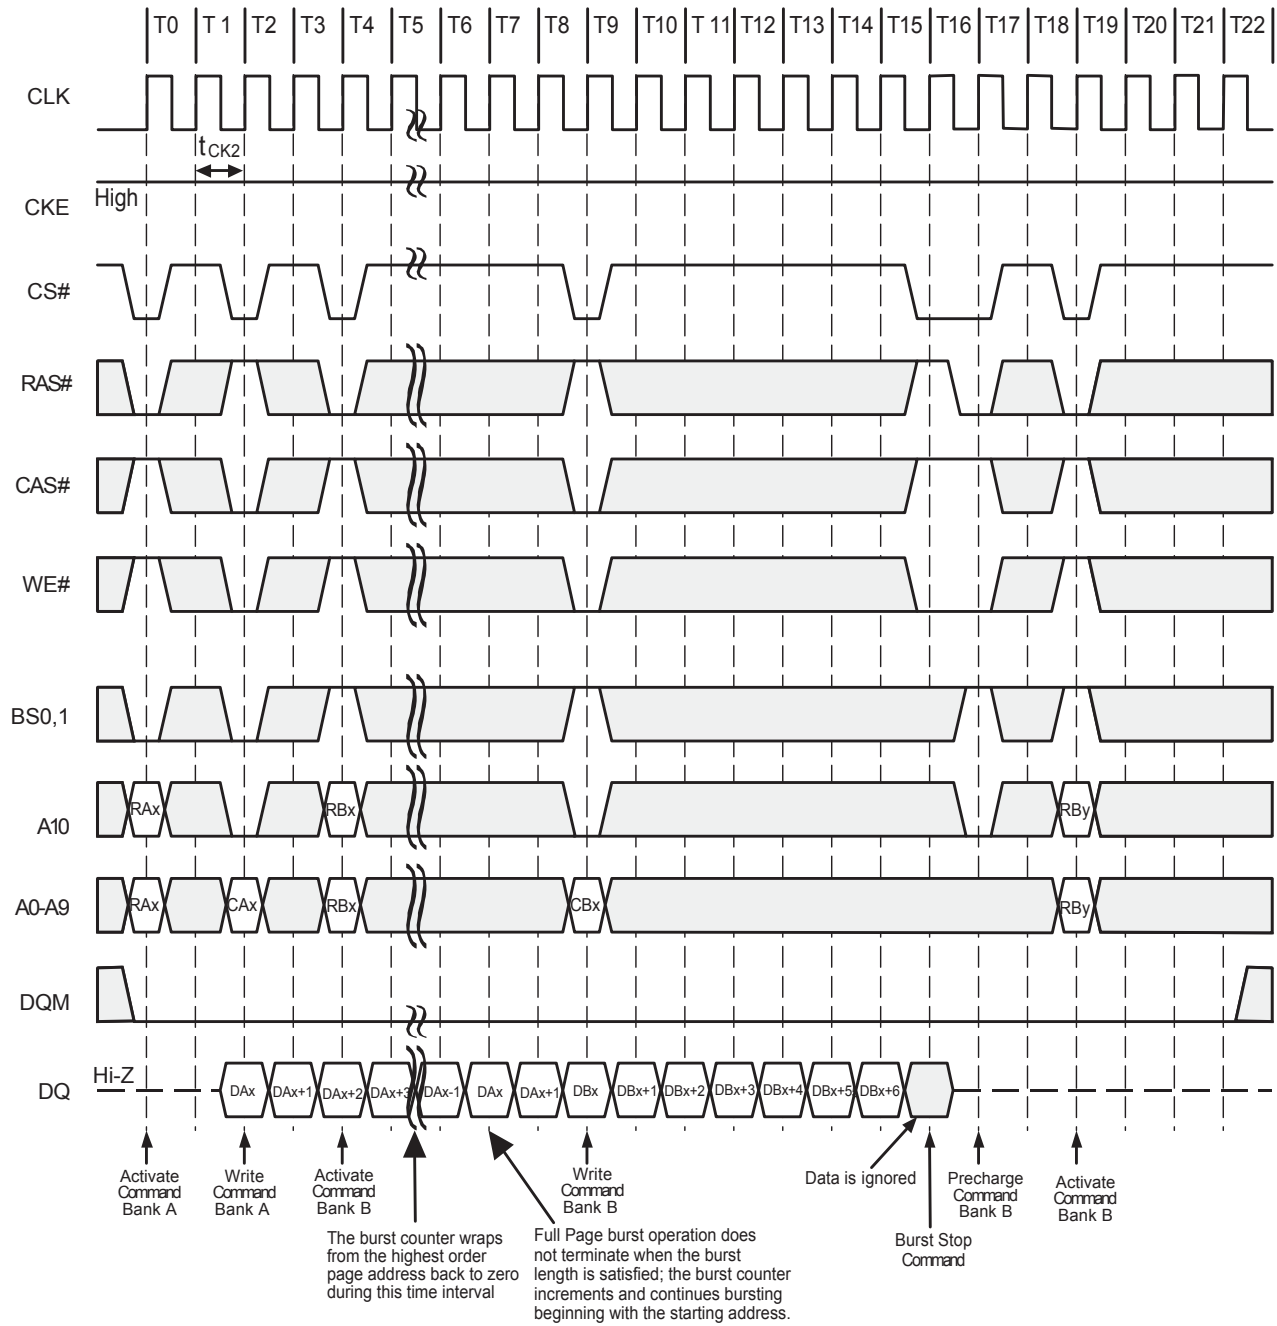 T0 T 1 T2 T3 T4 T5 T6 T7 T8 T9 T10 T 11 T12 T13 T14 T15 T16 T17 T18 T19 T20 T21 T22
CLK
tCK2
High
CKE
CS#
RAS#
CAS#
WE#
BS0,1
A10 RAx RBx RBy
A0-A9 RAx CAx RBx CBx RBy
DQM
Hi-Z
DQ DAx DAx+1 DAx+2 DAx+3 DAx-1 DAx DAx+1 DBx DBx+1 DBx+2 DBx+3 DBx+4 DBx+5 DBx+6
Activate
Command
Bank A
Write
Command
Bank A
Activate
Command
Bank B
The burst counter wraps
from the highest order
page address back to zero
during this time interval
Write
Command
Bank B
Full Page burst operation does
not terminate when the burst
length is satisfied; the burst counter
increments and continues bursting
beginning with the starting address.
Data is ignored
Burst Stop
Command
Precharge
Command
Bank B
Activate
Command
Bank B